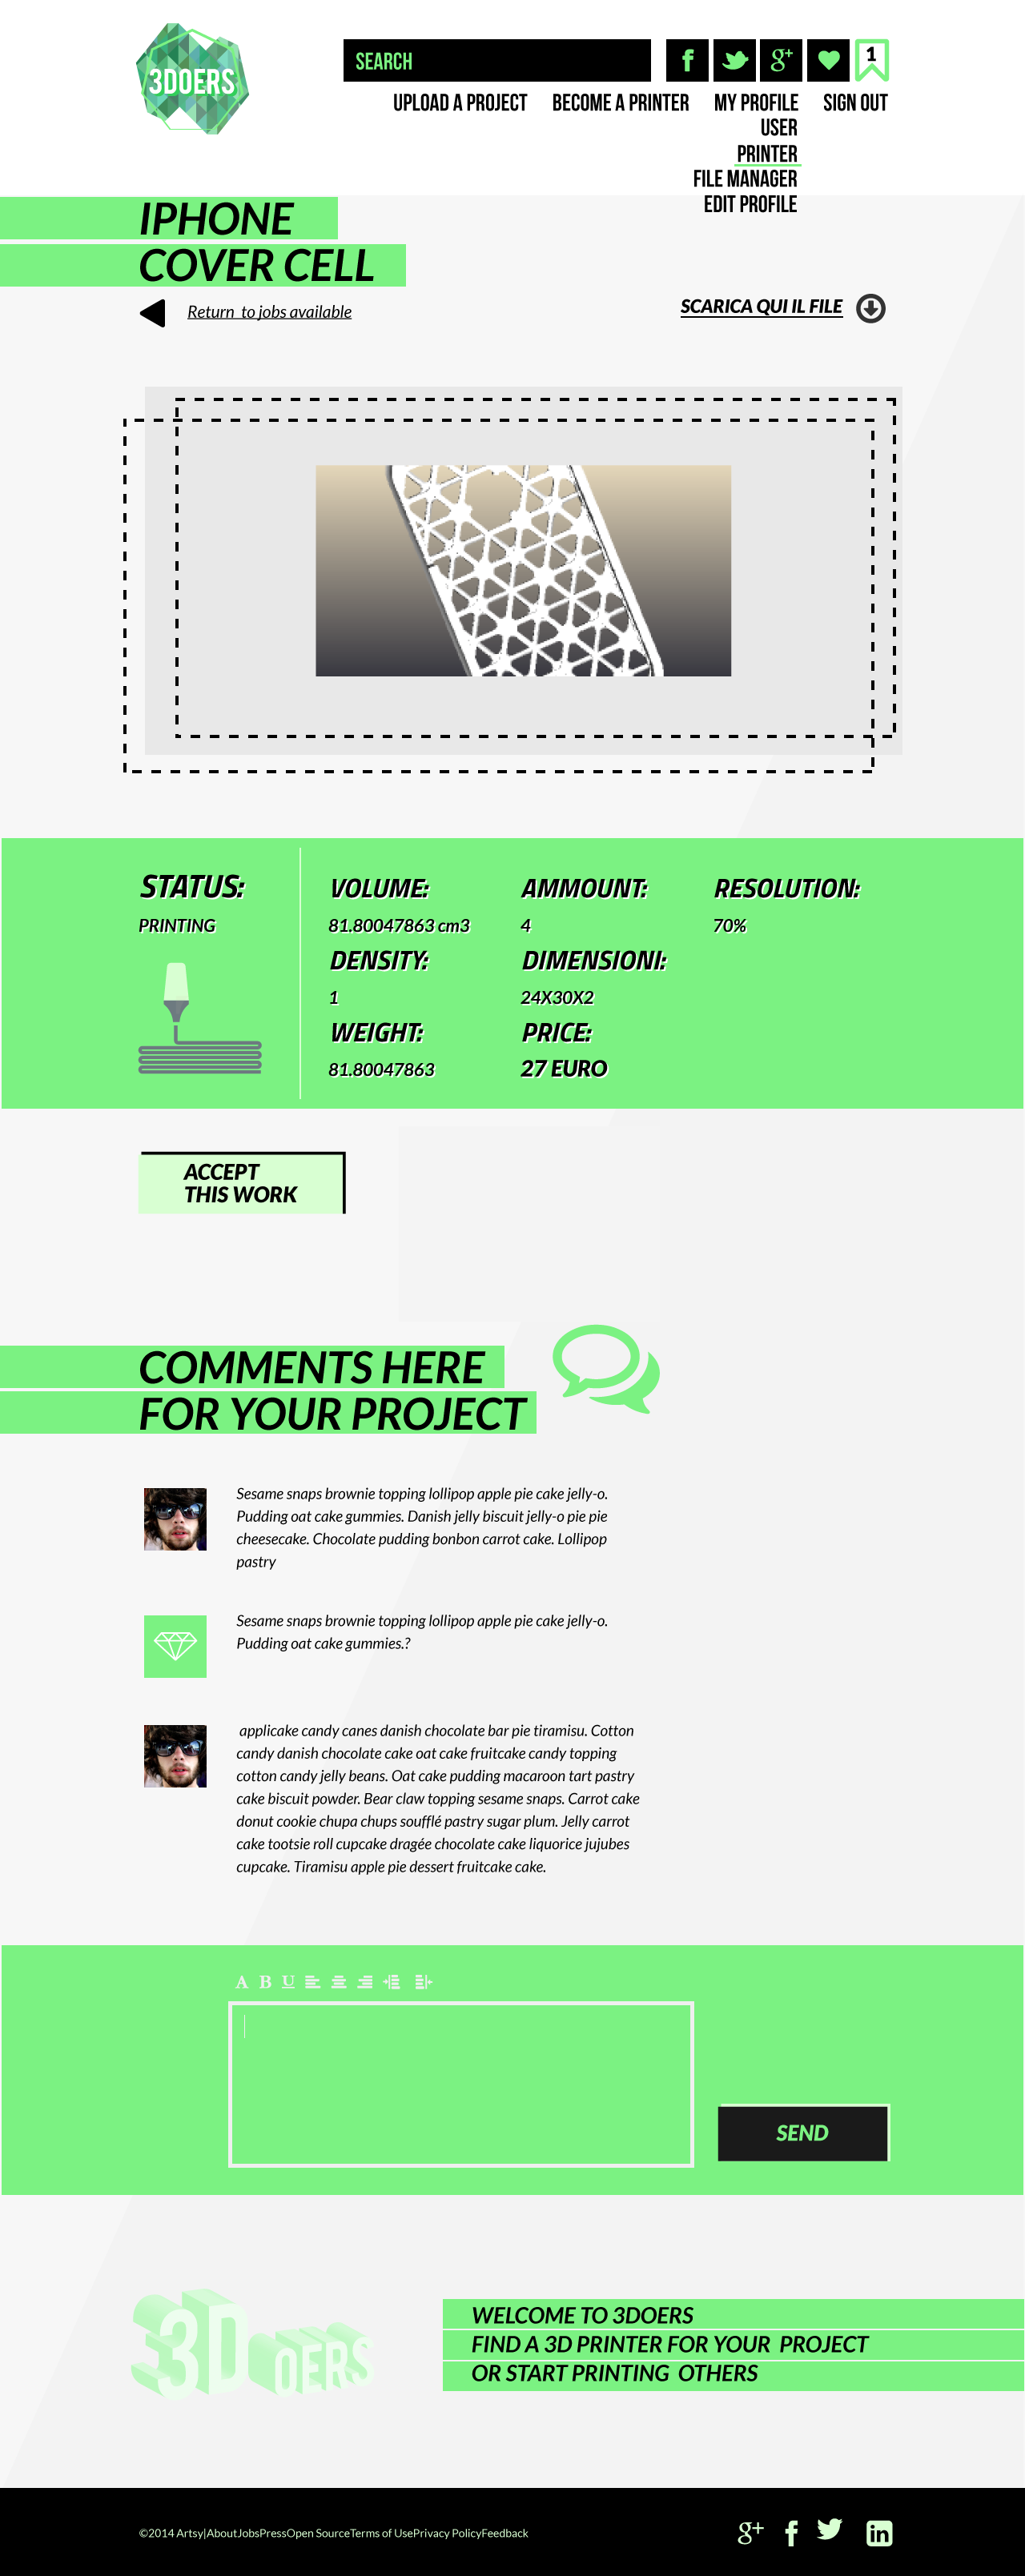 3DOERS
SEARCH
f
g+
1
UPLOAD A PROJECT BECOME A PRINTER MY PROFILE SIGN OUT
USER
PRINTER
FILE MANAGER
EDIT PROFILE
IPHONE
COVER CELL
Return to jobs available
SCARICA QUI IL FILE
STATUS:
PRINTING
VOLUME: AMMOUNT: RESOLUTION:
81.80047863 cm3 4 70%
DENSITY: DIMENSIONI:
1 24X30X2
WEIGHT: PRICE:
81.80047863 27 EURO
ACCEPT
THIS WORK
COMMENTS HERE
FOR YOUR PROJECT
Sesame snaps brownie topping lollipop apple pie cake jelly-o.
Pudding oat cake gummies. Danish jelly biscuit jelly-o pie pie
cheesecake. Chocolate pudding bonbon carrot cake. Lollipop
pastry
Sesame snaps brownie topping lollipop apple pie cake jelly-o.
Pudding oat cake gummies.?
applicake candy canes danish chocolate bar pie tiramisu. Cotton
candy danish chocolate cake oat cake fruitcake candy topping
cotton candy jelly beans. Oat cake pudding macaroon tart pastry
cake biscuit powder. Bear claw topping sesame snaps. Carrot cake
donut cookie chupa chups soufflé pastry sugar plum. Jelly carrot
cake tootsie roll cupcake dragée chocolate cake liquorice jujubes
cupcake. Tiramisu apple pie dessert fruitcake cake.
A B U
SEND
3DOERS
WELCOME TO 3DOERS
FIND A 3D PRINTER FOR YOUR PROJECT
OR START PRINTING OTHERS
©2014 Artsy|AboutJobsPressOpen SourceTerms of UsePrivacy PolicyFeedback
g+ f in